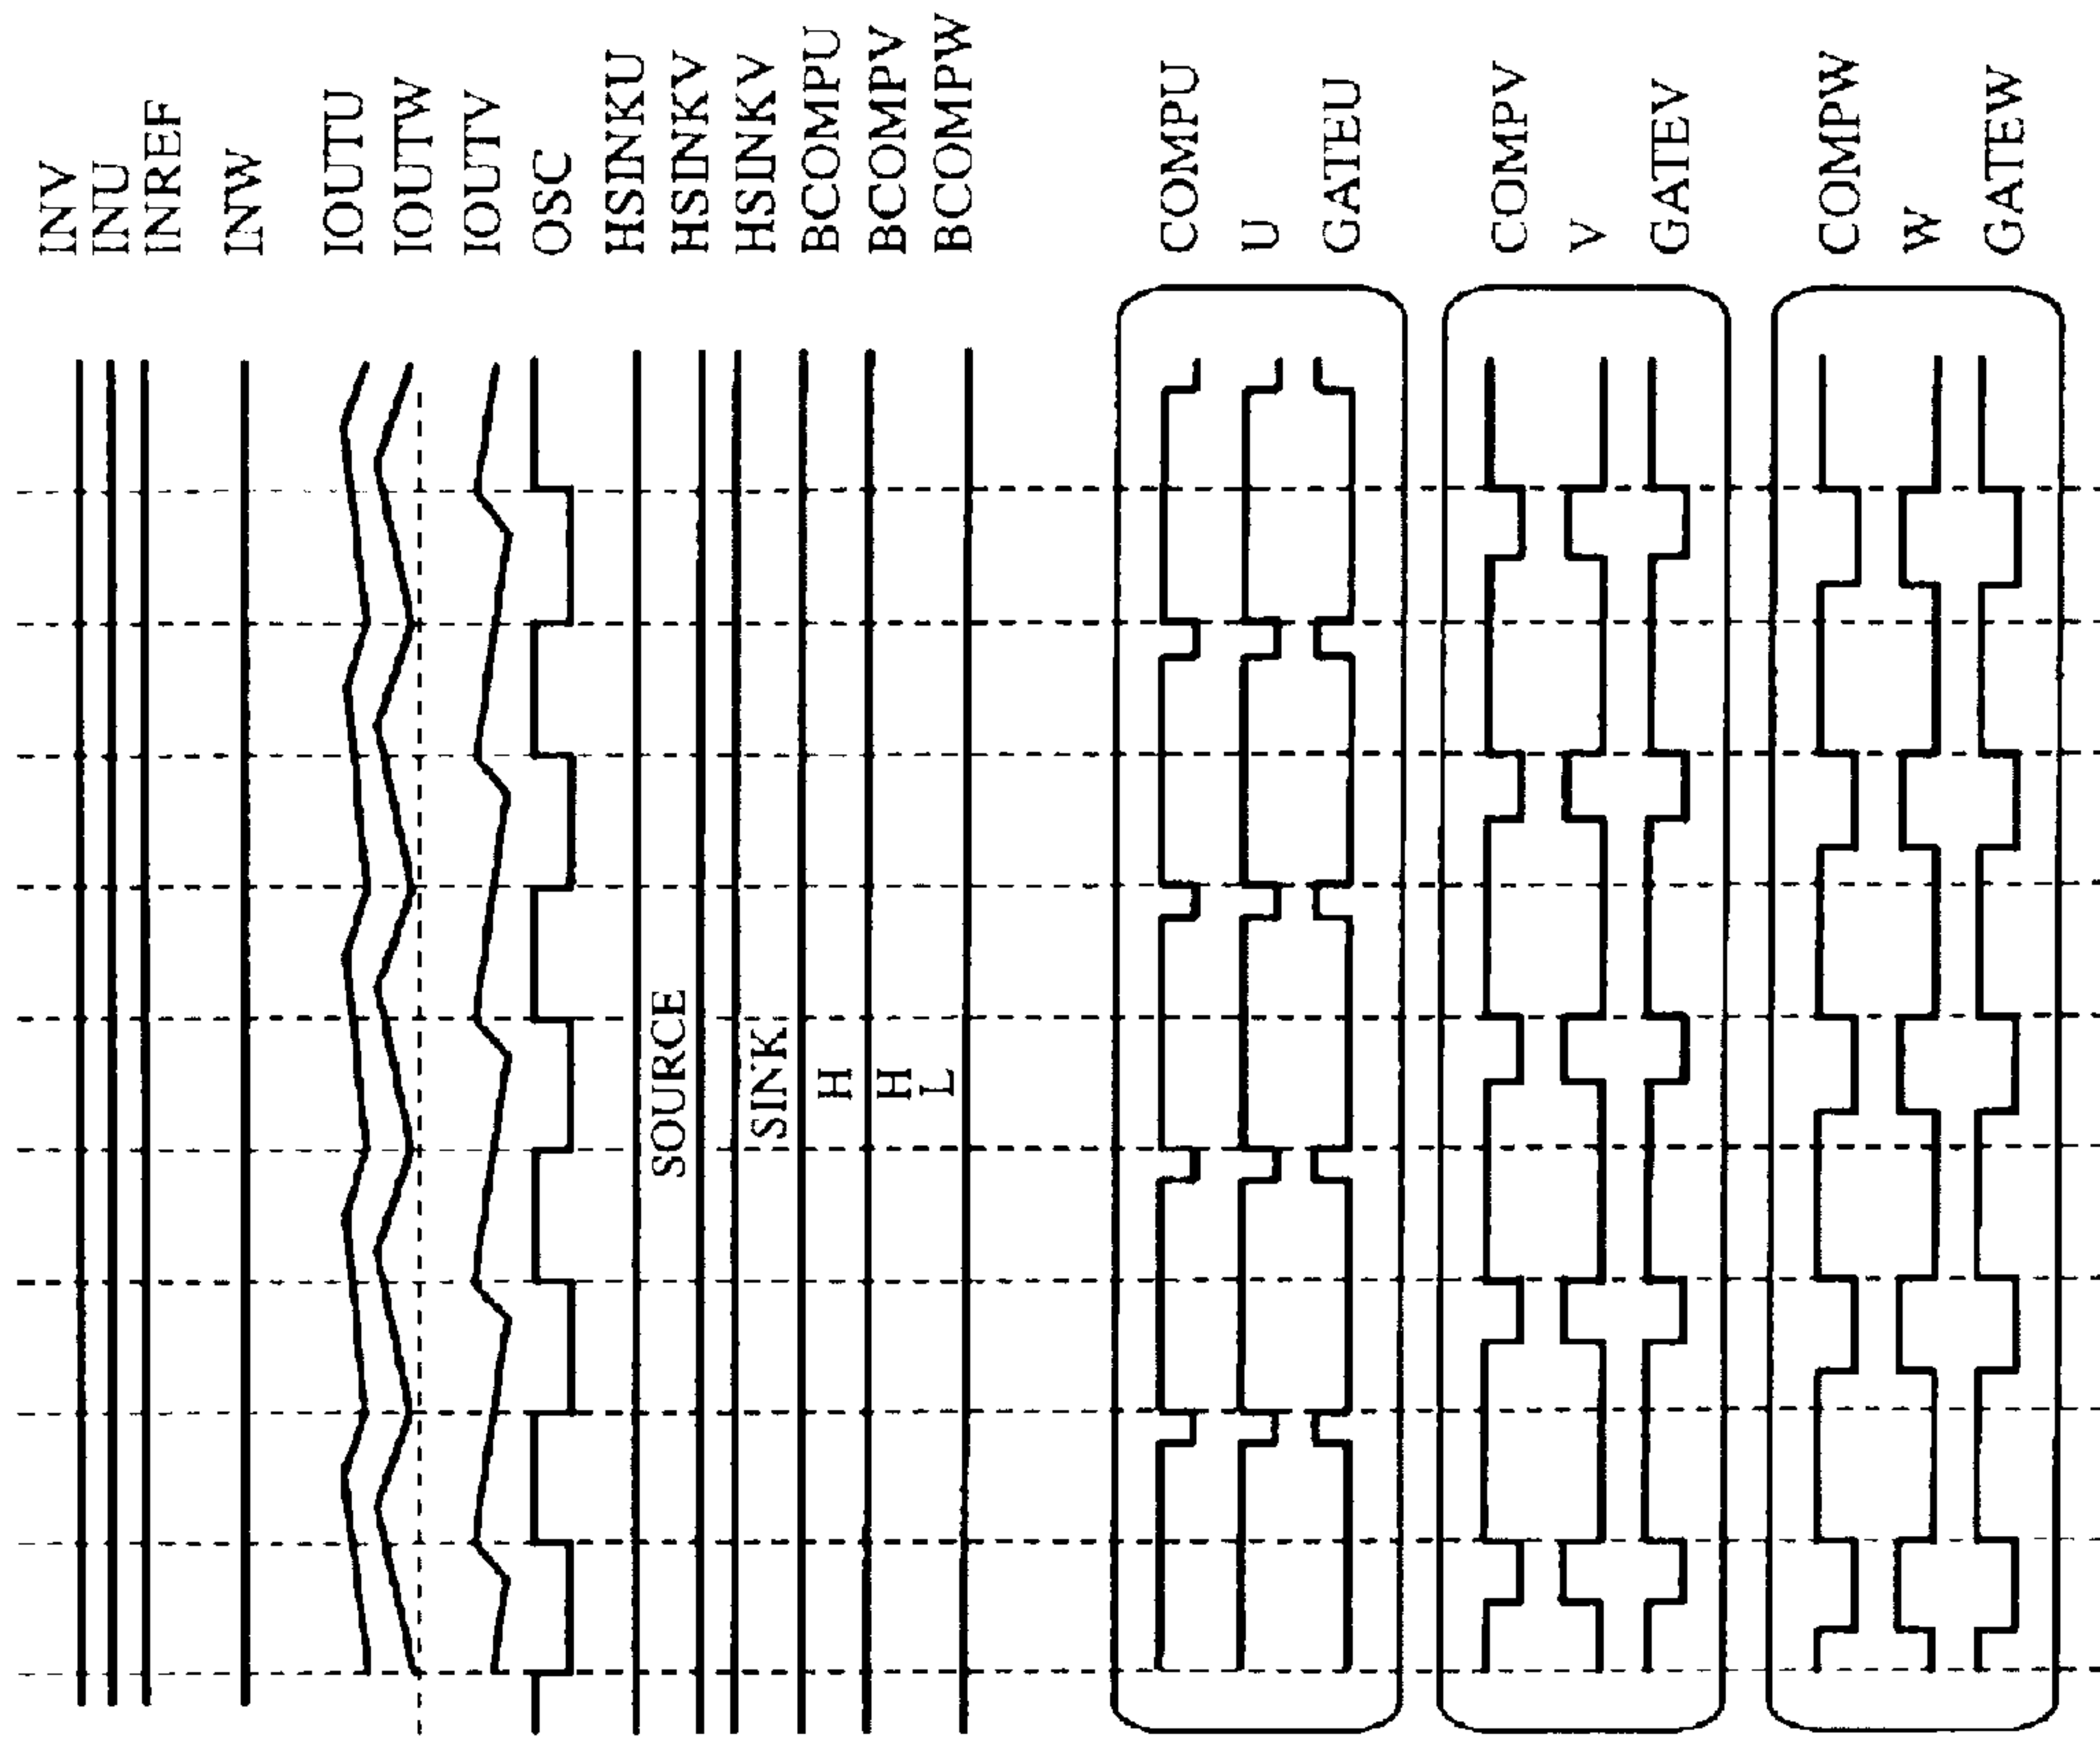 INV
INU
INREF
INW
IOUTU
IOUTW
IOUTV
OSC
HSINKU
HSINKV
HSINKV
BCOMPU
BCOMPV
BCOMPW
COMPU
U
GATEU
COMPV
V
GATEV
COMPW
W
GATEW
SOURCE
SINK
H
H
L